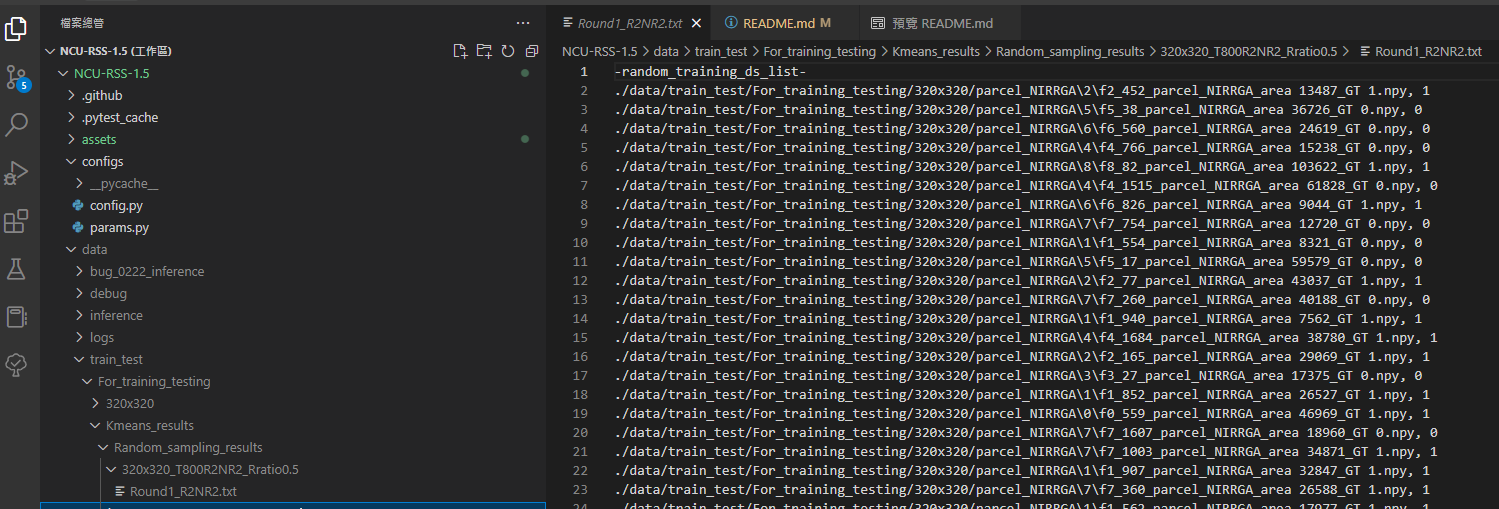 檔案總管
NCU-RSS-1.5 (工作區)
NCU-RSS-1.5
.github
.pytest_cache
assets
configs
__pycache__
config.py
params.py
data
bug_0222_inference
debug
inference
logs
train_test
For_training_testing
320x320
Kmeans_results
Random_sampling_results
320x320_T800R2NR2_Rratio0.5
Round1_R2NR2.txt
5
Round1_R2NR2.txt
README.md M
預覽 README.md
NCU-RSS-1.5 > data > train_test > For_training_testing > Kmeans_results > Random_sampling_results > 320x320_T800R2NR2_Rratio0.5 > Round1_R2NR2.txt
1 -random_training_ds_list-
2 ./data/train_test/For_training_testing/320x320/parcel_NIRRGA\2\f2_452_parcel_NIRRGA_area 13487_GT 1.npy, 1
3 ./data/train_test/For_training_testing/320x320/parcel_NIRRGA\5\f5_38_parcel_NIRRGA_area 36726_GT 0.npy, 0
4 ./data/train_test/For_training_testing/320x320/parcel_NIRRGA\6\f6_560_parcel_NIRRGA_area 24619_GT 0.npy, 0
5 ./data/train_test/For_training_testing/320x320/parcel_NIRRGA\4\f4_766_parcel_NIRRGA_area 15238_GT 0.npy, 0
6 ./data/train_test/For_training_testing/320x320/parcel_NIRRGA\8\f8_82_parcel_NIRRGA_area 103622_GT 1.npy, 1
7 ./data/train_test/For_training_testing/320x320/parcel_NIRRGA\4\f4_1515_parcel_NIRRGA_area 61828_GT 0.npy, 0
8 ./data/train_test/For_training_testing/320x320/parcel_NIRRGA\6\f6_826_parcel_NIRRGA_area 9044_GT 1.npy, 1
9 ./data/train_test/For_training_testing/320x320/parcel_NIRRGA\7\f7_754_parcel_NIRRGA_area 12720_GT 0.npy, 0
10 ./data/train_test/For_training_testing/320x320/parcel_NIRRGA\1\f1_554_parcel_NIRRGA_area 8321_GT 0.npy, 0
11 ./data/train_test/For_training_testing/320x320/parcel_NIRRGA\5\f5_17_parcel_NIRRGA_area 59579_GT 0.npy, 0
12 ./data/train_test/For_training_testing/320x320/parcel_NIRRGA\2\f2_77_parcel_NIRRGA_area 43037_GT 1.npy, 1
13 ./data/train_test/For_training_testing/320x320/parcel_NIRRGA\7\f7_260_parcel_NIRRGA_area 40188_GT 0.npy, 0
14 ./data/train_test/For_training_testing/320x320/parcel_NIRRGA\1\f1_940_parcel_NIRRGA_area 7562_GT 1.npy, 1
15 ./data/train_test/For_training_testing/320x320/parcel_NIRRGA\4\f4_1684_parcel_NIRRGA_area 38780_GT 1.npy, 1
16 ./data/train_test/For_training_testing/320x320/parcel_NIRRGA\2\f2_165_parcel_NIRRGA_area 29069_GT 1.npy, 1
17 ./data/train_test/For_training_testing/320x320/parcel_NIRRGA\3\f3_27_parcel_NIRRGA_area 17375_GT 0.npy, 0
18 ./data/train_test/For_training_testing/320x320/parcel_NIRRGA\1\f1_852_parcel_NIRRGA_area 26527_GT 1.npy, 1
19 ./data/train_test/For_training_testing/320x320/parcel_NIRRGA\0\f0_559_parcel_NIRRGA_area 46969_GT 1.npy, 1
20 ./data/train_test/For_training_testing/320x320/parcel_NIRRGA\7\f7_1607_parcel_NIRRGA_area 18960_GT 0.npy, 0
21 ./data/train_test/For_training_testing/320x320/parcel_NIRRGA\7\f7_1003_parcel_NIRRGA_area 34871_GT 1.npy, 1
22 ./data/train_test/For_training_testing/320x320/parcel_NIRRGA\1\f1_907_parcel_NIRRGA_area 32847_GT 1.npy, 1
23 ./data/train_test/For_training_testing/320x320/parcel_NIRRGA\7\f7_360_parcel_NIRRGA_area 26588_GT 1.npy, 1